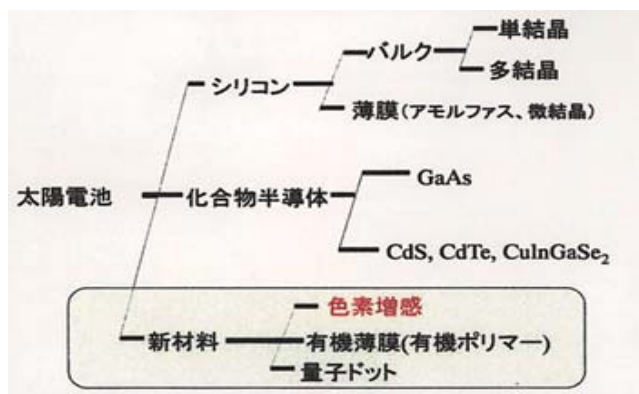 単結晶
バルク
多結晶
シリコン
薄膜(アモルファス、微結晶)
GaAs
太陽電池
化合物半導体
CdS, CdTe, CuInGaSe₂
色素増感
新材料
有機薄膜(有機ポリマー)
量子ドット